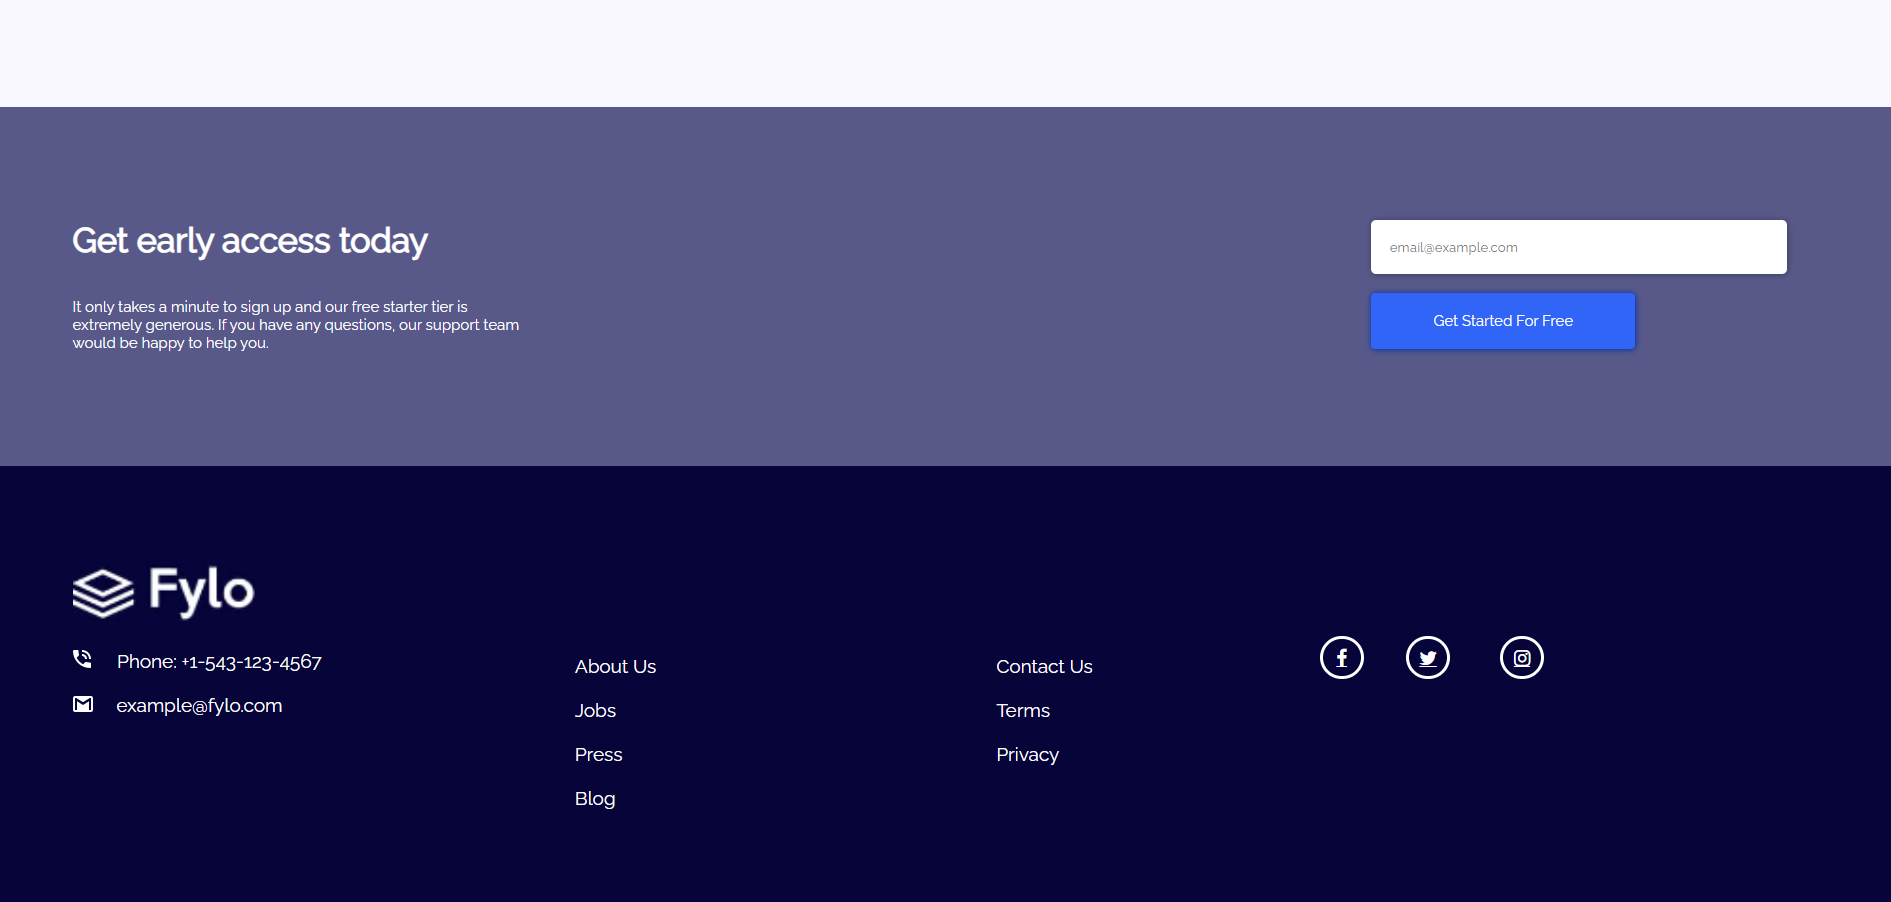 Get early access today
It only takes a minute to sign up and our free starter tier is
extremely generous. If you have any questions, our support team
would be happy to help you.
email@example.com
Get Started For Free
Fylo
Phone: +1-543-123-4567
example@fylo.com
About Us
Jobs
Press
Blog
Contact Us
Terms
Privacy